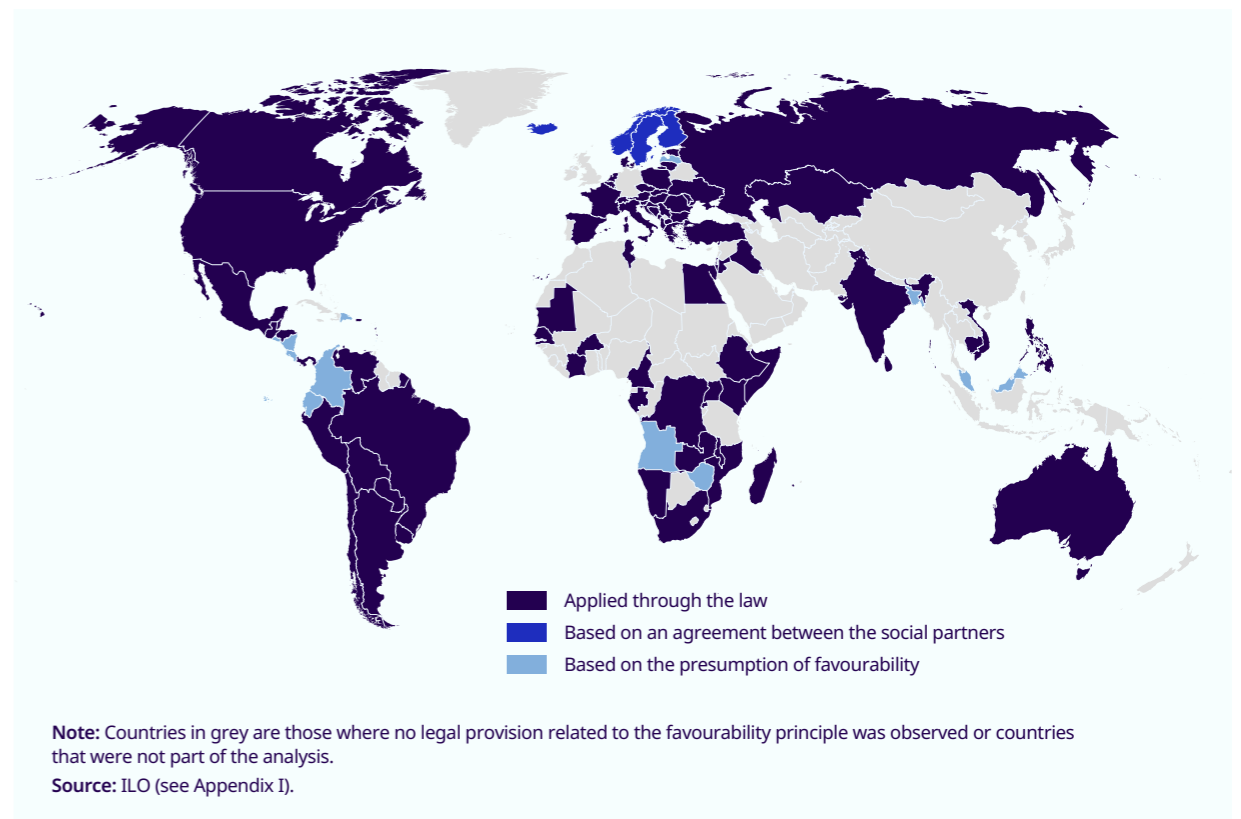 Applied through the law
Based on an agreement between the social partners
Based on the presumption of favourability
Note: Countries in grey are those where no legal provision related to the favourability principle was observed or countries
that were not part of the analysis.
Source: ILO (see Appendix I).